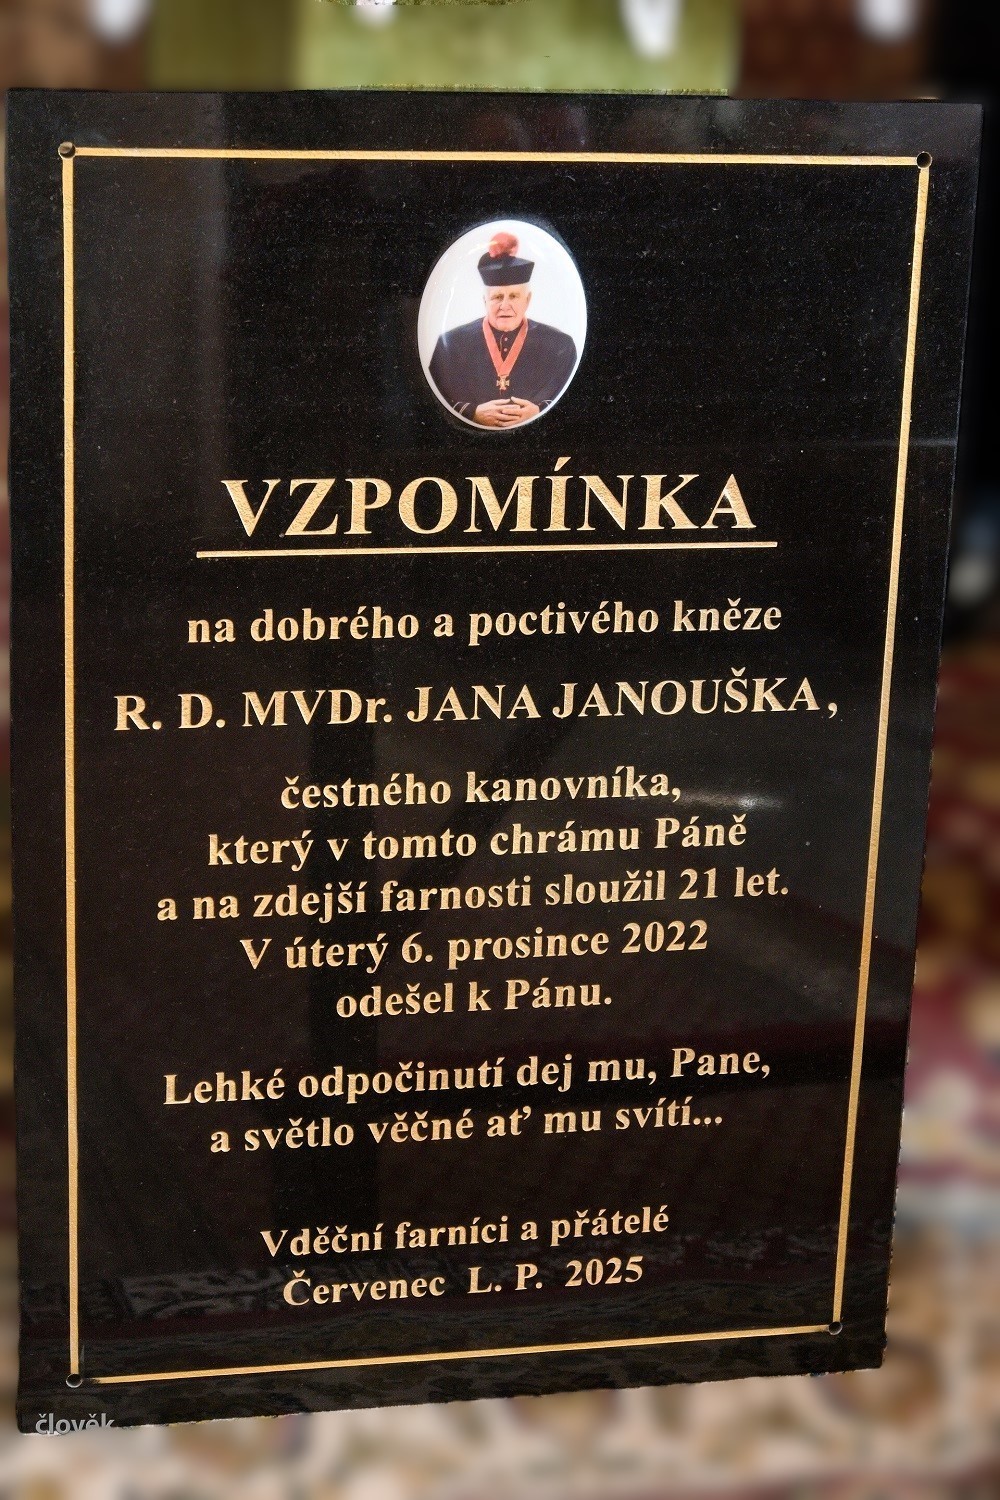 VZPOMÍNKA
na dobrého a poctivého kněze
R. D. MVDr. JANA JANOUŠKA,
čestného kanovníka,
který v tomto chrámu Páně
a na zdejší farnosti sloužil 21 let.
V úterý 6. prosince 2022
odešel k Pánu.
Lehké odpočinutí dej mu, Pane,
a světlo věčné ať mu svítí...
Vděční farníci a přátelé
Červenec L. P. 2025
člověk